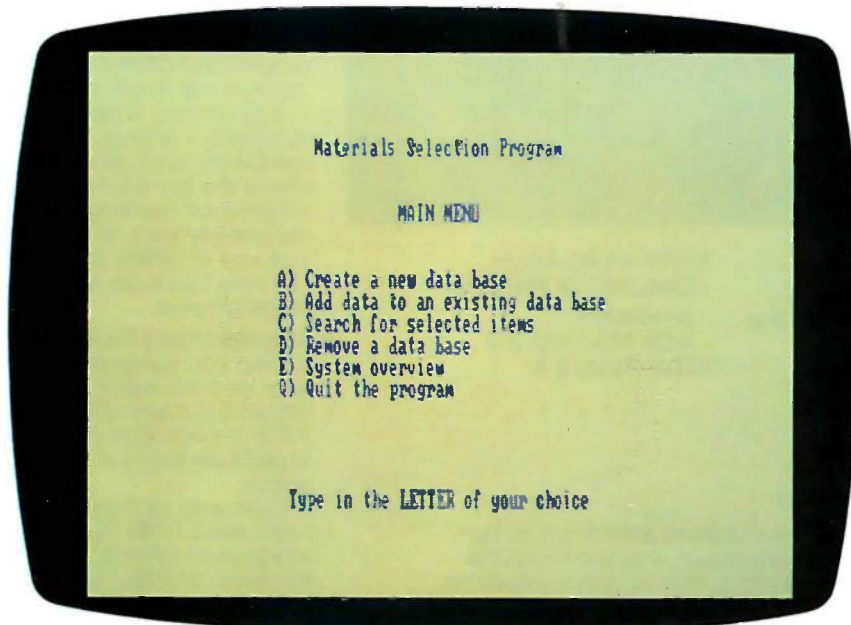 Materials Selection Program
MAIN MENU
A) Create a new data base
B) Add data to an existing data base
C) Search for selected items
D) Remove a data base
E) System overview
Q) Quit the program
Type in the LETTER of your choice